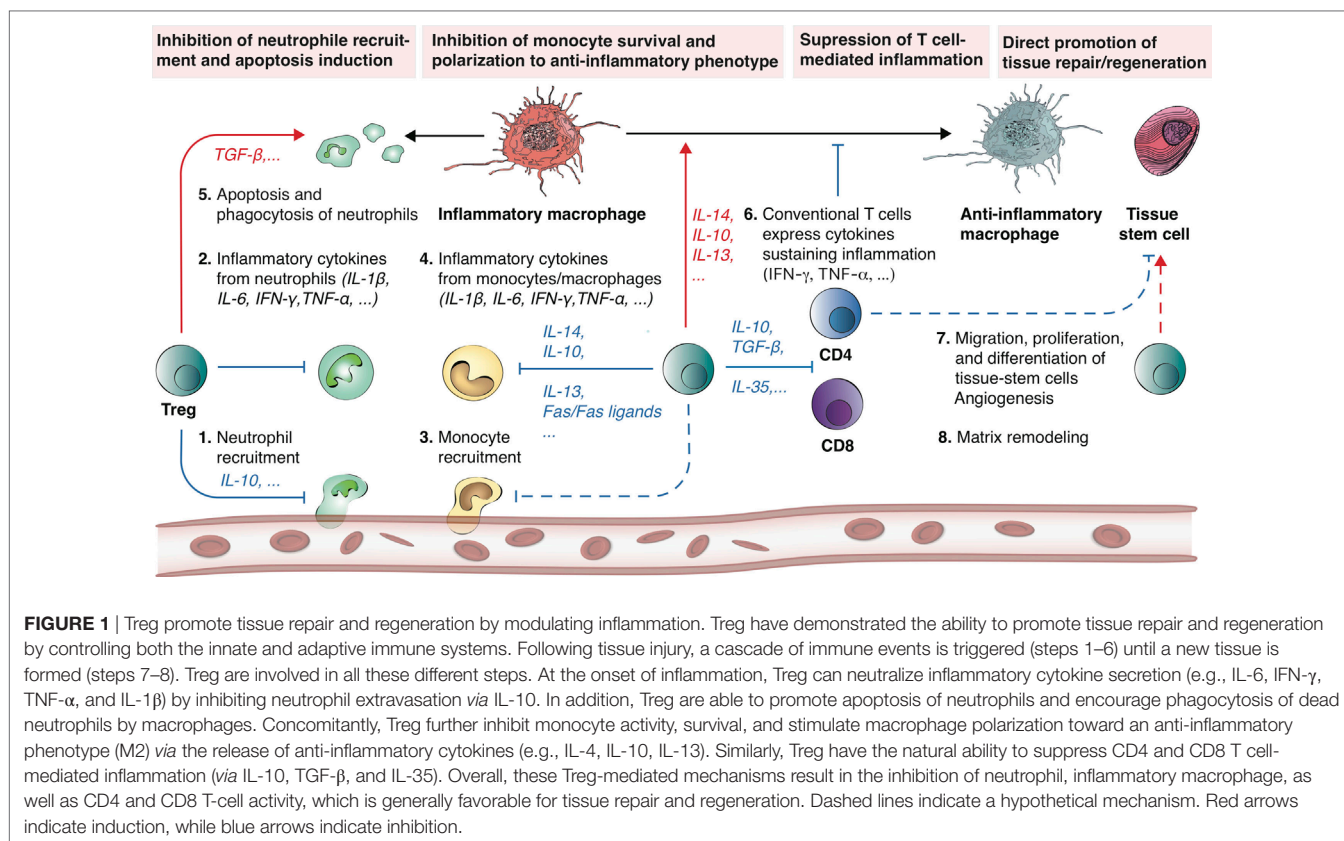 Inhibition of neutrophile recruit-
ment and apoptosis induction
Inhibition of monocyte survival and
polarization to anti-inflammatory phenotype
Supression of T cell-
mediated inflammation
Direct promotion of
tissue repair/regeneration
TGF-β,...
5. Apoptosis and
phagocytosis of neutrophils
Inflammatory macrophage
IL-14,
IL-10,
IL-13,
...
6. Conventional T cells
express cytokines
sustaining inflammation
(IFN-γ, TNF-α, ...)
Anti-inflammatory
macrophage
Tissue
stem cell
2. Inflammatory cytokines
from neutrophils (IL-1β,
IL-6, IFN-γ,TNF-α, ...)
4. Inflammatory cytokines
from monocytes/macrophages
(IL-1β, IL-6, IFN-γ,TNF-α, ...)
Treg
IL-14,
IL-10,
IL-13,
Fas/Fas ligands
...
IL-10,
TGF-β,
IL-35,...
CD4
CD8
7. Migration, proliferation,
and differentiation of
tissue-stem cells
Angiogenesis
8. Matrix remodeling
1. Neutrophil
recruitment
IL-10, ...
3. Monocyte
recruitment
FIGURE 1 | Treg promote tissue repair and regeneration by modulating inflammation. Treg have demonstrated the ability to promote tissue repair and regeneration
by controlling both the innate and adaptive immune systems. Following tissue injury, a cascade of immune events is triggered (steps 1–6) until a new tissue is
formed (steps 7–8). Treg are involved in all these different steps. At the onset of inflammation, Treg can neutralize inflammatory cytokine secretion (e.g., IL-6, IFN-γ,
TNF-α, and IL-1β) by inhibiting neutrophil extravasation via IL-10. In addition, Treg are able to promote apoptosis of neutrophils and encourage phagocytosis of dead
neutrophils by macrophages. Concomitantly, Treg further inhibit monocyte activity, survival, and stimulate macrophage polarization toward an anti-inflammatory
phenotype (M2) via the release of anti-inflammatory cytokines (e.g., IL-4, IL-10, IL-13). Similarly, Treg have the natural ability to suppress CD4 and CD8 T cell-
mediated inflammation (via IL-10, TGF-β, and IL-35). Overall, these Treg-mediated mechanisms result in the inhibition of neutrophil, inflammatory macrophage, as
well as CD4 and CD8 T-cell activity, which is generally favorable for tissue repair and regeneration. Dashed lines indicate a hypothetical mechanism. Red arrows
indicate induction, while blue arrows indicate inhibition.